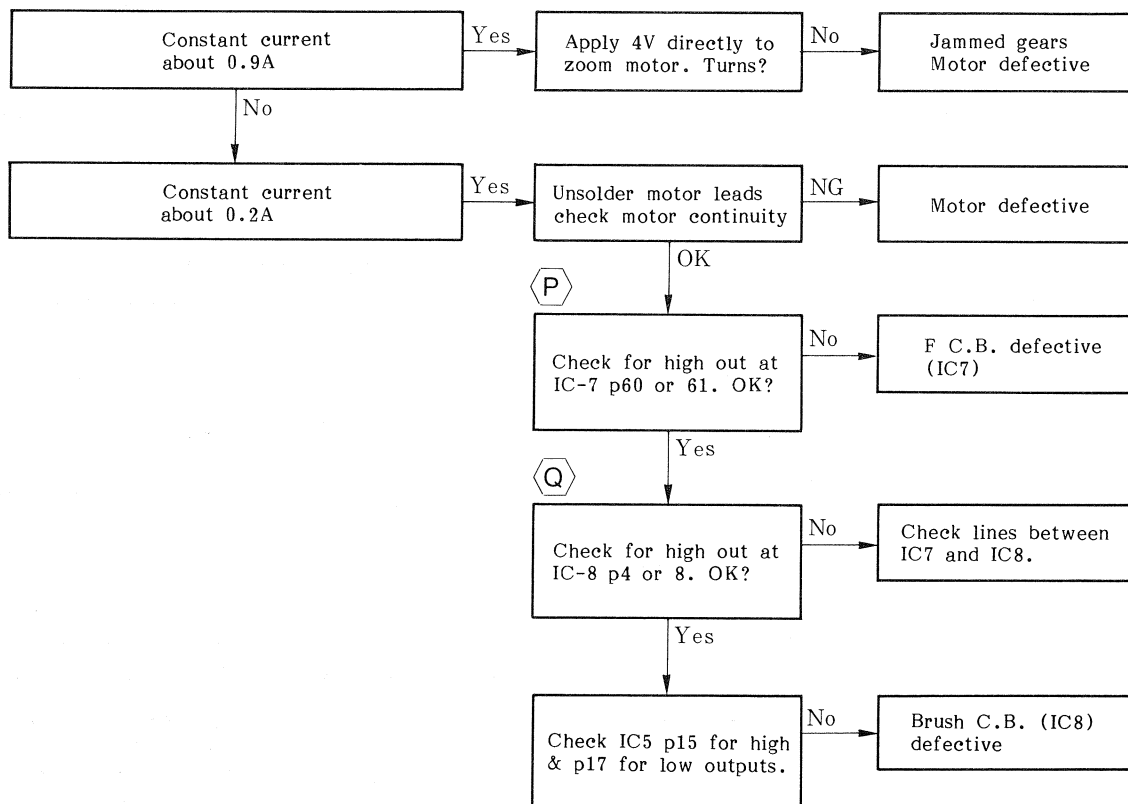 Constant current
about 0.9A
Yes
Apply 4V directly to
zoom motor. Turns?
No
Jammed gears
Motor defective
No
Constant current
about 0.2A
Yes
Unsolder motor leads
check motor continuity
NG
Motor defective
OK
P
Check for high out at
IC-7 p60 or 61. OK?
No
F C.B. defective
(IC7)
Yes
Q
Check for high out at
IC-8 p4 or 8. OK?
No
Check lines between
IC7 and IC8.
Yes
Check IC5 p15 for high
& p17 for low outputs.
No
Brush C.B. (IC8)
defective